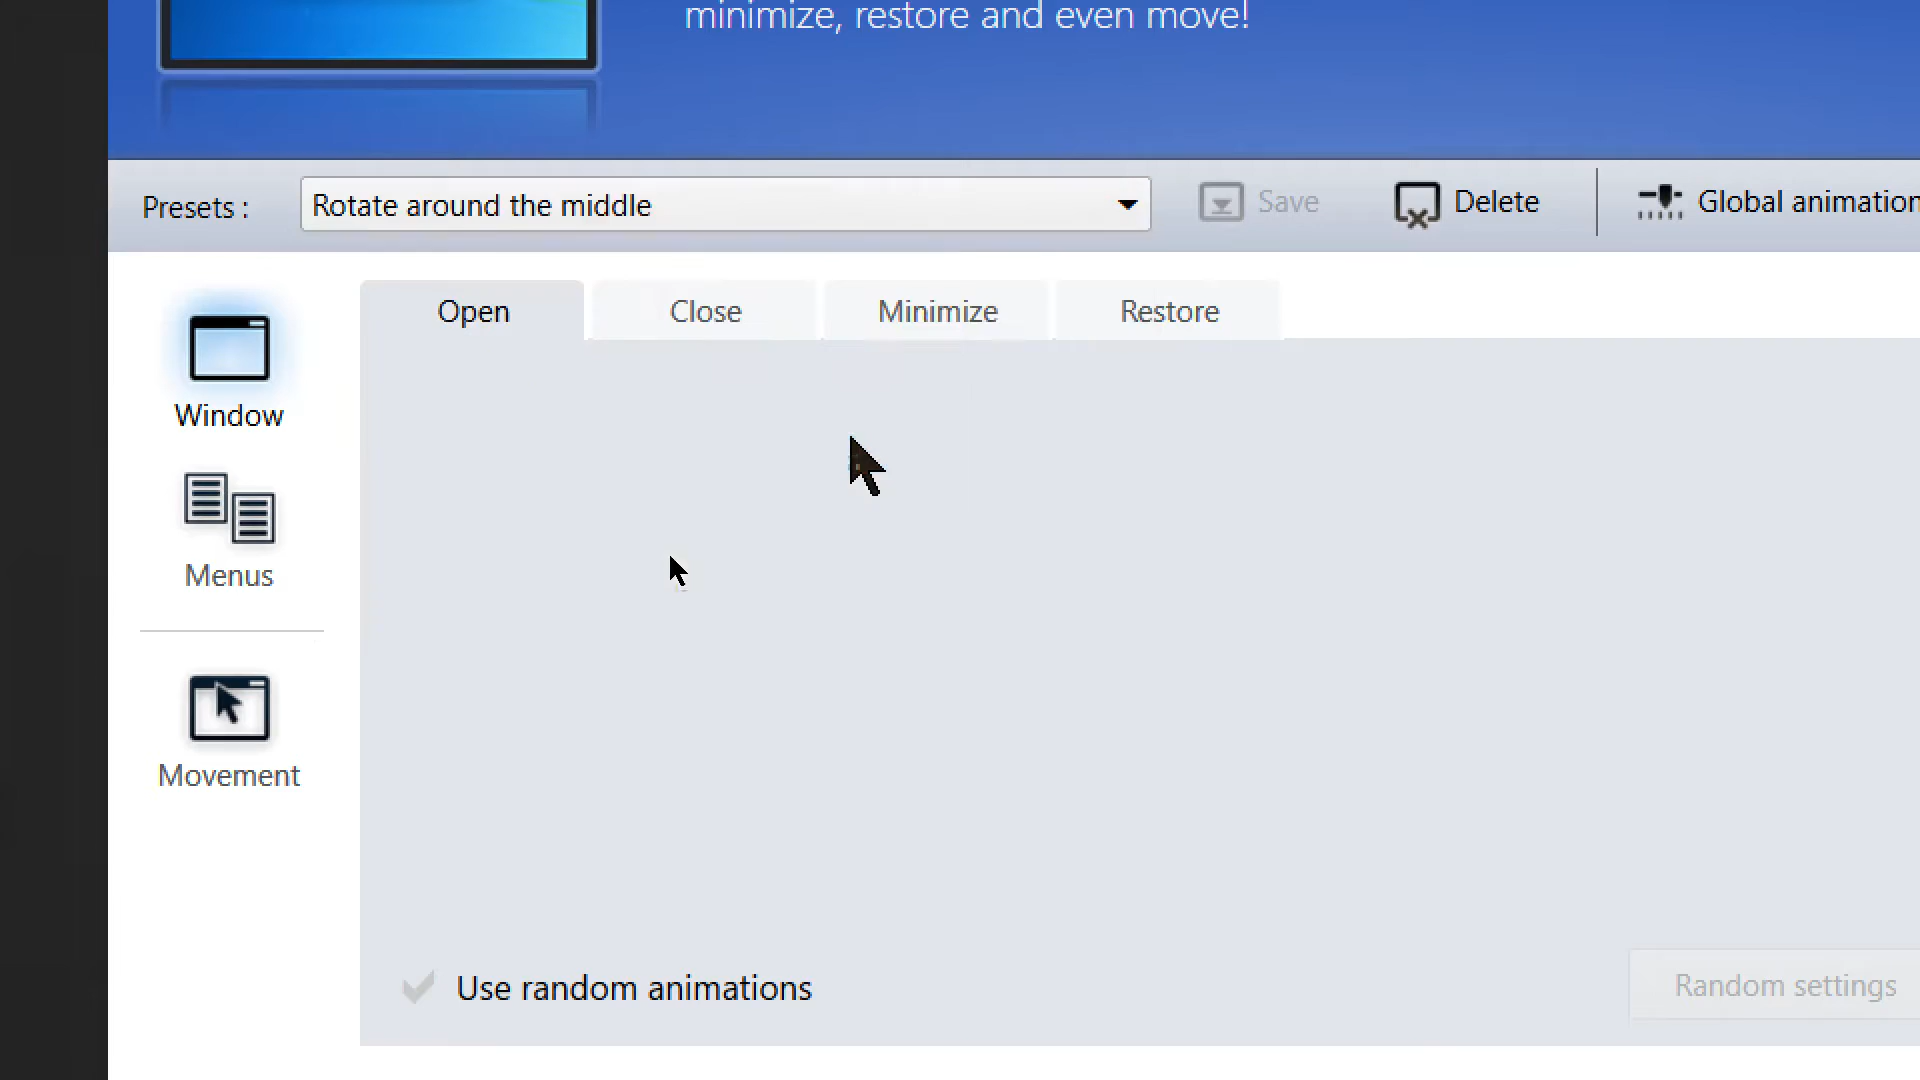 minimize, restore and even move!
Presets :
Rotate around the middle
Save
Delete
Global animation
Open
Close
Minimize
Restore
Window
Menus
Movement
Use random animations
Random settings